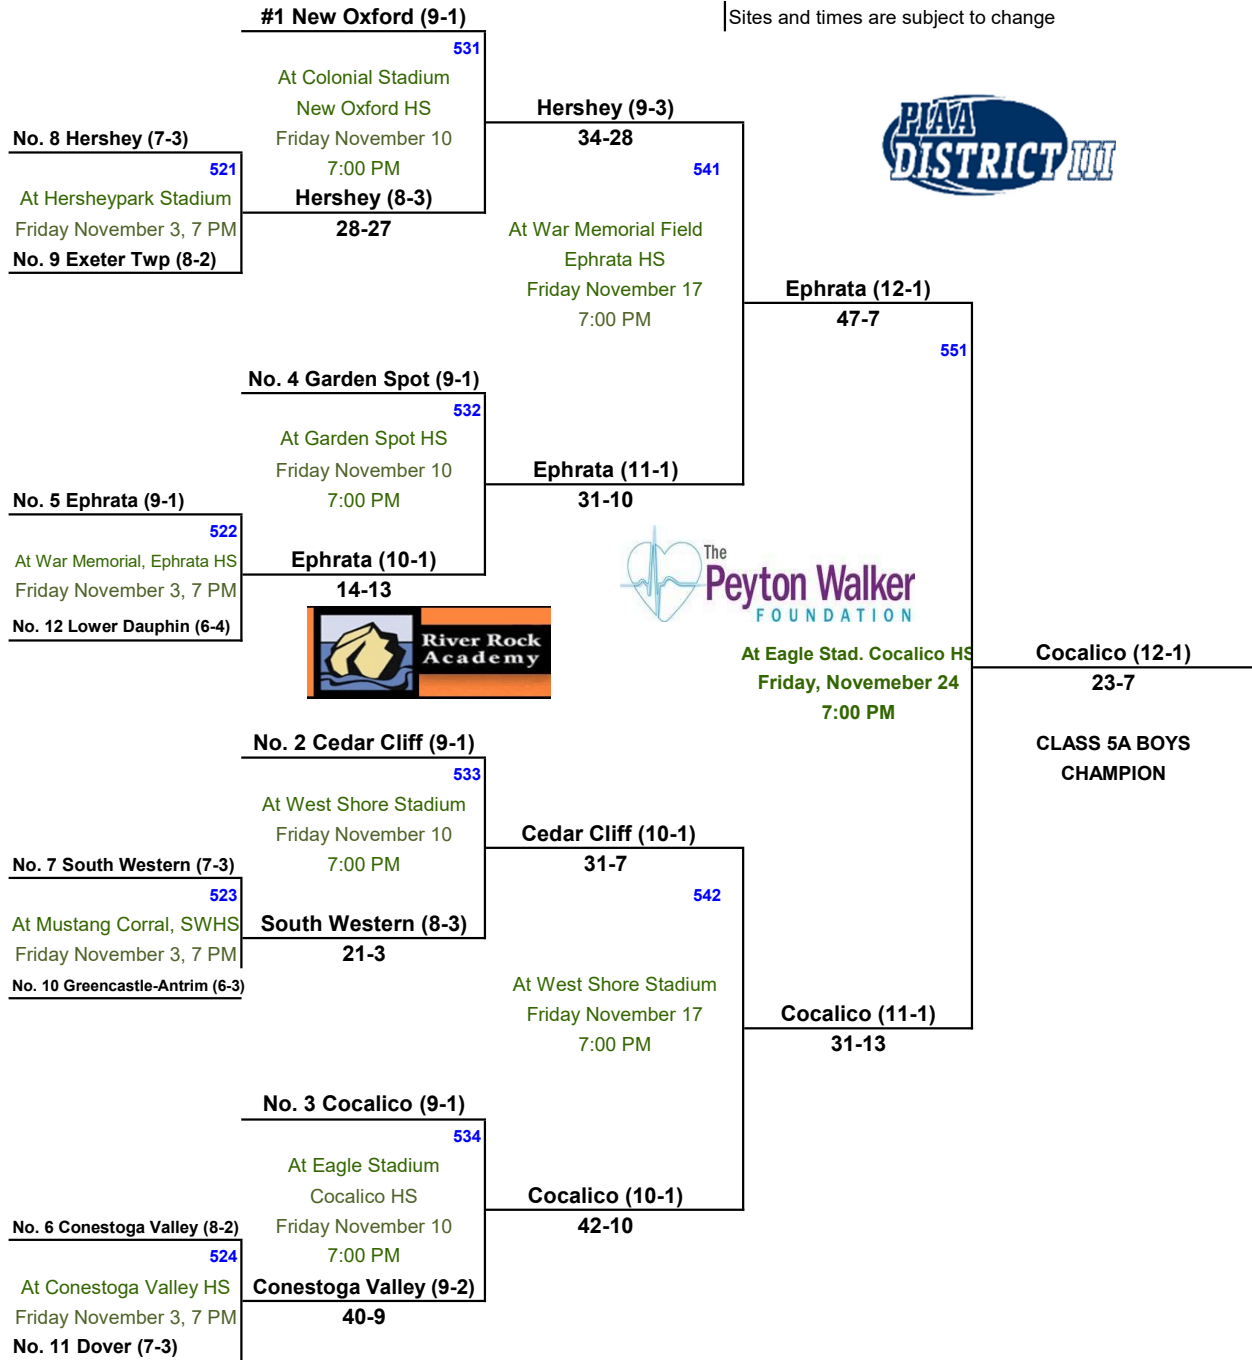 #1 New Oxford (9-1)
Sites and times are subject to change
531
At Colonial Stadium
New Oxford HS
Friday November 10
7:00 PM
Hershey (9-3)
34-28
PIAA
DISTRICT III
No. 8 Hershey (7-3)
521
At Hersheypark Stadium
Friday November 3, 7 PM
No. 9 Exeter Twp (8-2)
Hershey (8-3)
28-27
541
At War Memorial Field
Ephrata HS
Friday November 17
7:00 PM
Ephrata (12-1)
47-7
551
No. 4 Garden Spot (9-1)
532
At Garden Spot HS
Friday November 10
7:00 PM
Ephrata (11-1)
31-10
No. 5 Ephrata (9-1)
522
At War Memorial, Ephrata HS
Friday November 3, 7 PM
No. 12 Lower Dauphin (6-4)
Ephrata (10-1)
14-13
River Rock
Academy
The
Peyton Walker
FOUNDATION
At Eagle Stad. Cocalico HS
Friday, Novemeber 24
7:00 PM
Cocalico (12-1)
23-7
CLASS 5A BOYS
CHAMPION
No. 2 Cedar Cliff (9-1)
533
At West Shore Stadium
Friday November 10
7:00 PM
Cedar Cliff (10-1)
31-7
No. 7 South Western (7-3)
523
At Mustang Corral, SWHS
Friday November 3, 7 PM
No. 10 Greencastle-Antrim (6-3)
South Western (8-3)
21-3
542
At West Shore Stadium
Friday November 17
7:00 PM
Cocalico (11-1)
31-13
No. 3 Cocalico (9-1)
534
At Eagle Stadium
Cocalico HS
Friday November 10
7:00 PM
Cocalico (10-1)
42-10
No. 6 Conestoga Valley (8-2)
524
At Conestoga Valley HS
Friday November 3, 7 PM
No. 11 Dover (7-3)
Conestoga Valley (9-2)
40-9